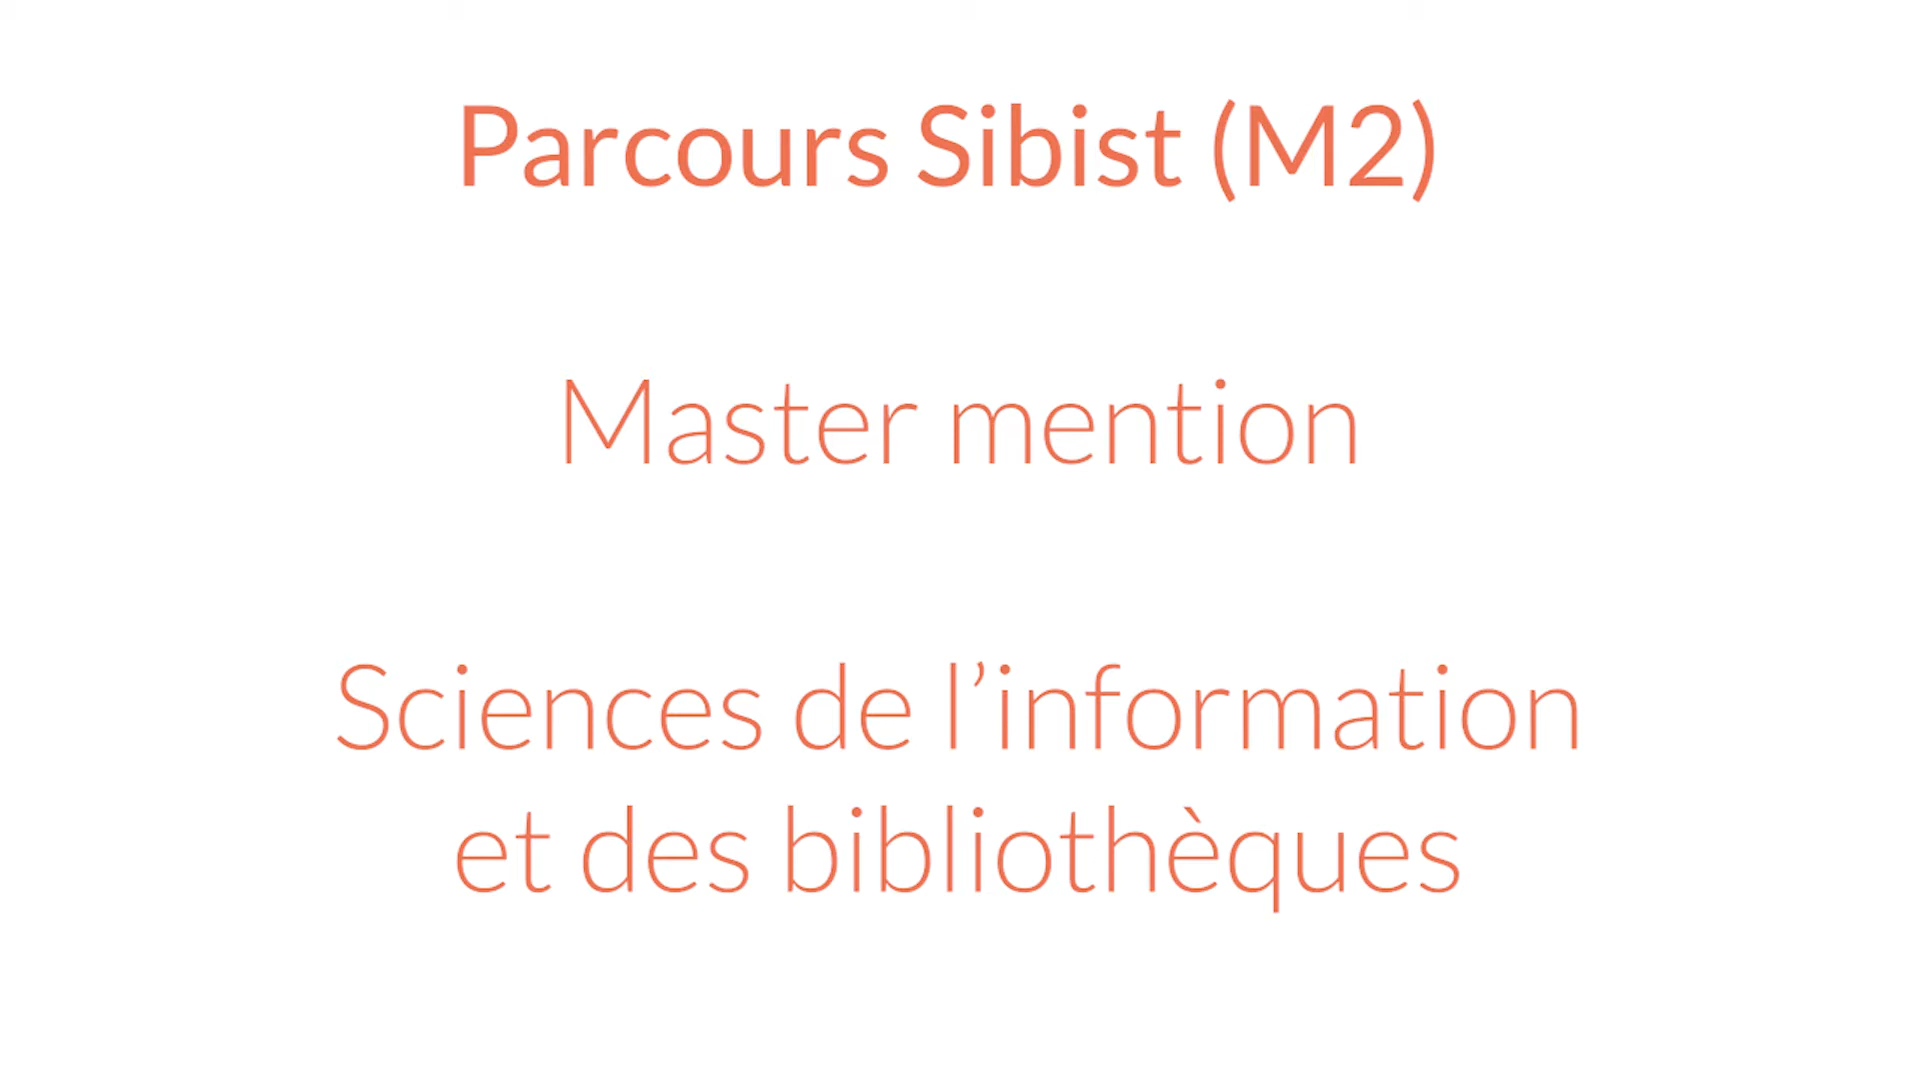 Parcours Sibist (M2)
Master mention
Sciences de l’information
et des bibliothèques